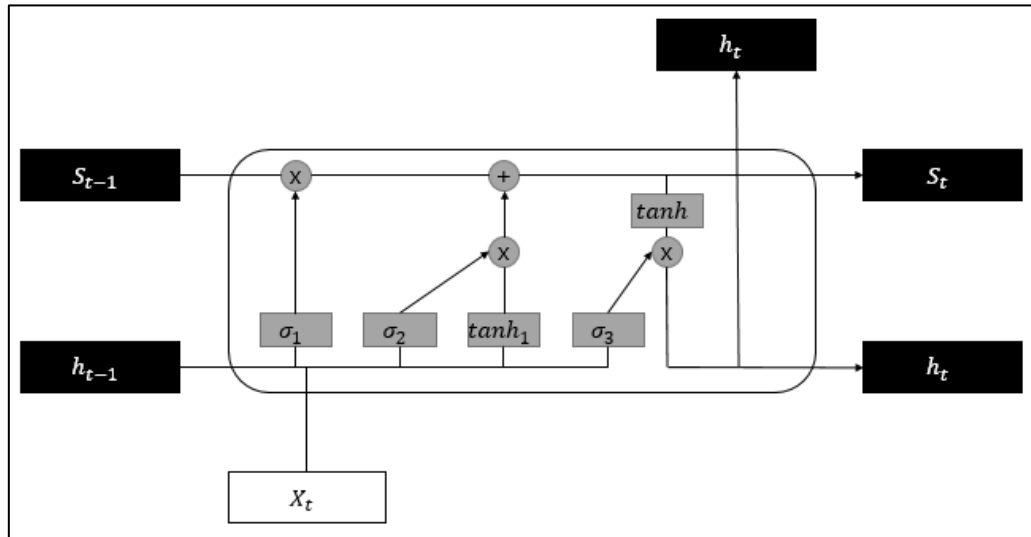 h_t
S_{t-1}
x
+
S_t
tanh
x
x
σ_1
σ_2
tanh_1
σ_3
h_{t-1}
h_t
X_t